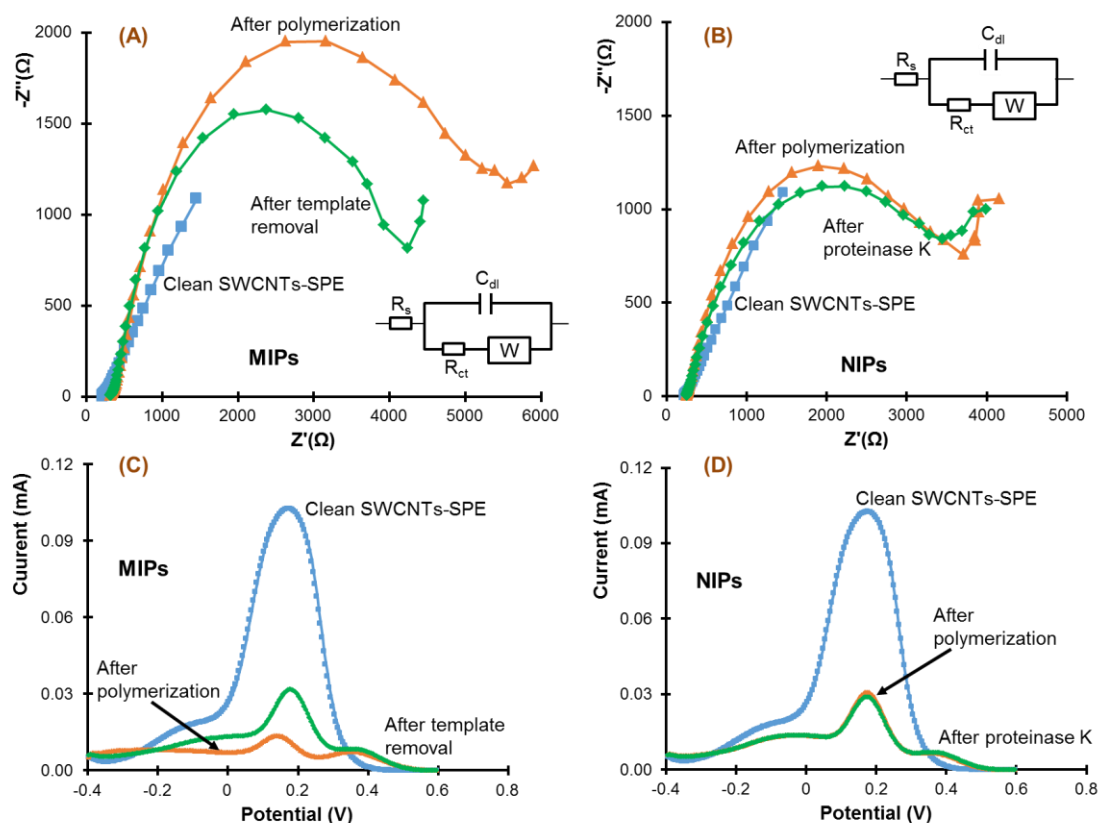 (A)
After polymerization
-Z''(Ω)
2000
1500
1000
500
0
After template
removal
Clean SWCNTs-SPE
MIPs
Rs
Cdl
Rct
W
0 1000 2000 3000 4000 5000 6000
Z'(Ω)
(B)
-Z''(Ω)
2000
1500
1000
500
0
Rs
Cdl
Rct
W
After polymerization
After
proteinase K
Clean SWCNTs-SPE
NIPs
0 1000 2000 3000 4000 5000
Z'(Ω)
(C)
Cuurent (mA)
0.12
0.09
0.06
0.03
0.00
Clean SWCNTs-SPE
MIPs
After
polymerization
After template
removal
-0.4 -0.2 0 0.2 0.4 0.6 0.8
Potential (V)
(D)
Current (mA)
0.12
0.09
0.06
0.03
0.00
Clean SWCNTs-SPE
NIPs
After
polymerization
After proteinase K
-0.4 -0.2 0 0.2 0.4 0.6 0.8
Potential (V)